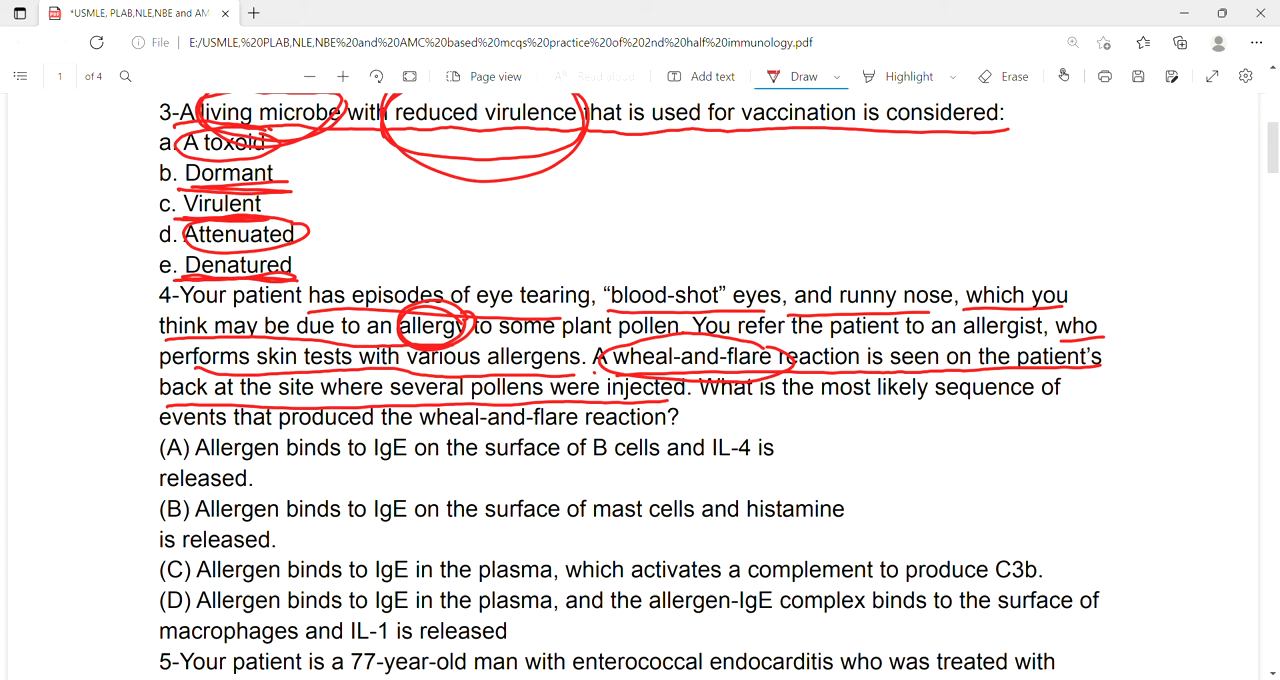 *USMLE, PLAB,NLE,NBE and AM
File | E:/USMLE,%20PLAB,NLE,NBE%20and%20AMC%20based%20mcqs%20practice%20of%202nd%20half%20immunology.pdf
1 of 4 Page view Read aloud Add text Draw Highlight Erase
3-A living microbe with reduced virulence that is used for vaccination is considered:
a. A toxoid
b. Dormant
c. Virulent
d. Attenuated
e. Denatured
4-Your patient has episodes of eye tearing, “blood-shot” eyes, and runny nose, which you
think may be due to an allergy to some plant pollen. You refer the patient to an allergist, who
performs skin tests with various allergens. A wheal-and-flare reaction is seen on the patient’s
back at the site where several pollens were injected. What is the most likely sequence of
events that produced the wheal-and-flare reaction?
(A) Allergen binds to IgE on the surface of B cells and IL-4 is
released.
(B) Allergen binds to IgE on the surface of mast cells and histamine
is released.
(C) Allergen binds to IgE in the plasma, which activates a complement to produce C3b.
(D) Allergen binds to IgE in the plasma, and the allergen-IgE complex binds to the surface of
macrophages and IL-1 is released
5-Your patient is a 77-year-old man with enterococcal endocarditis who was treated with